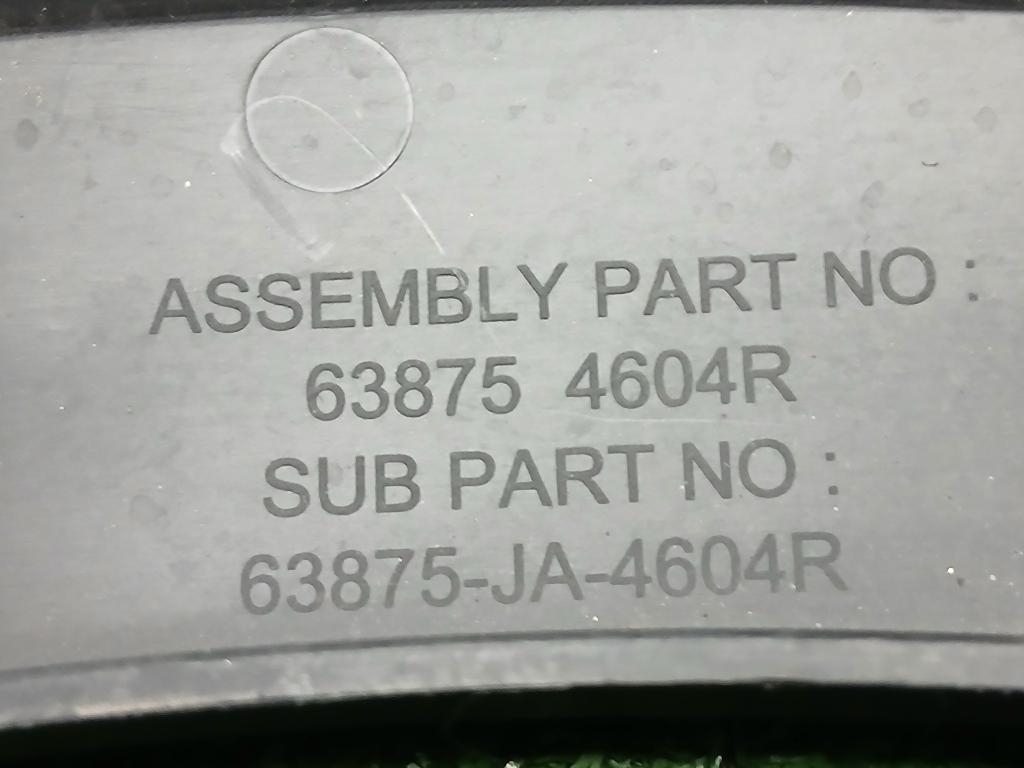 ASSEMBLY PART NO :
63875 4604R
SUB PART NO :
63875-JA-4604R